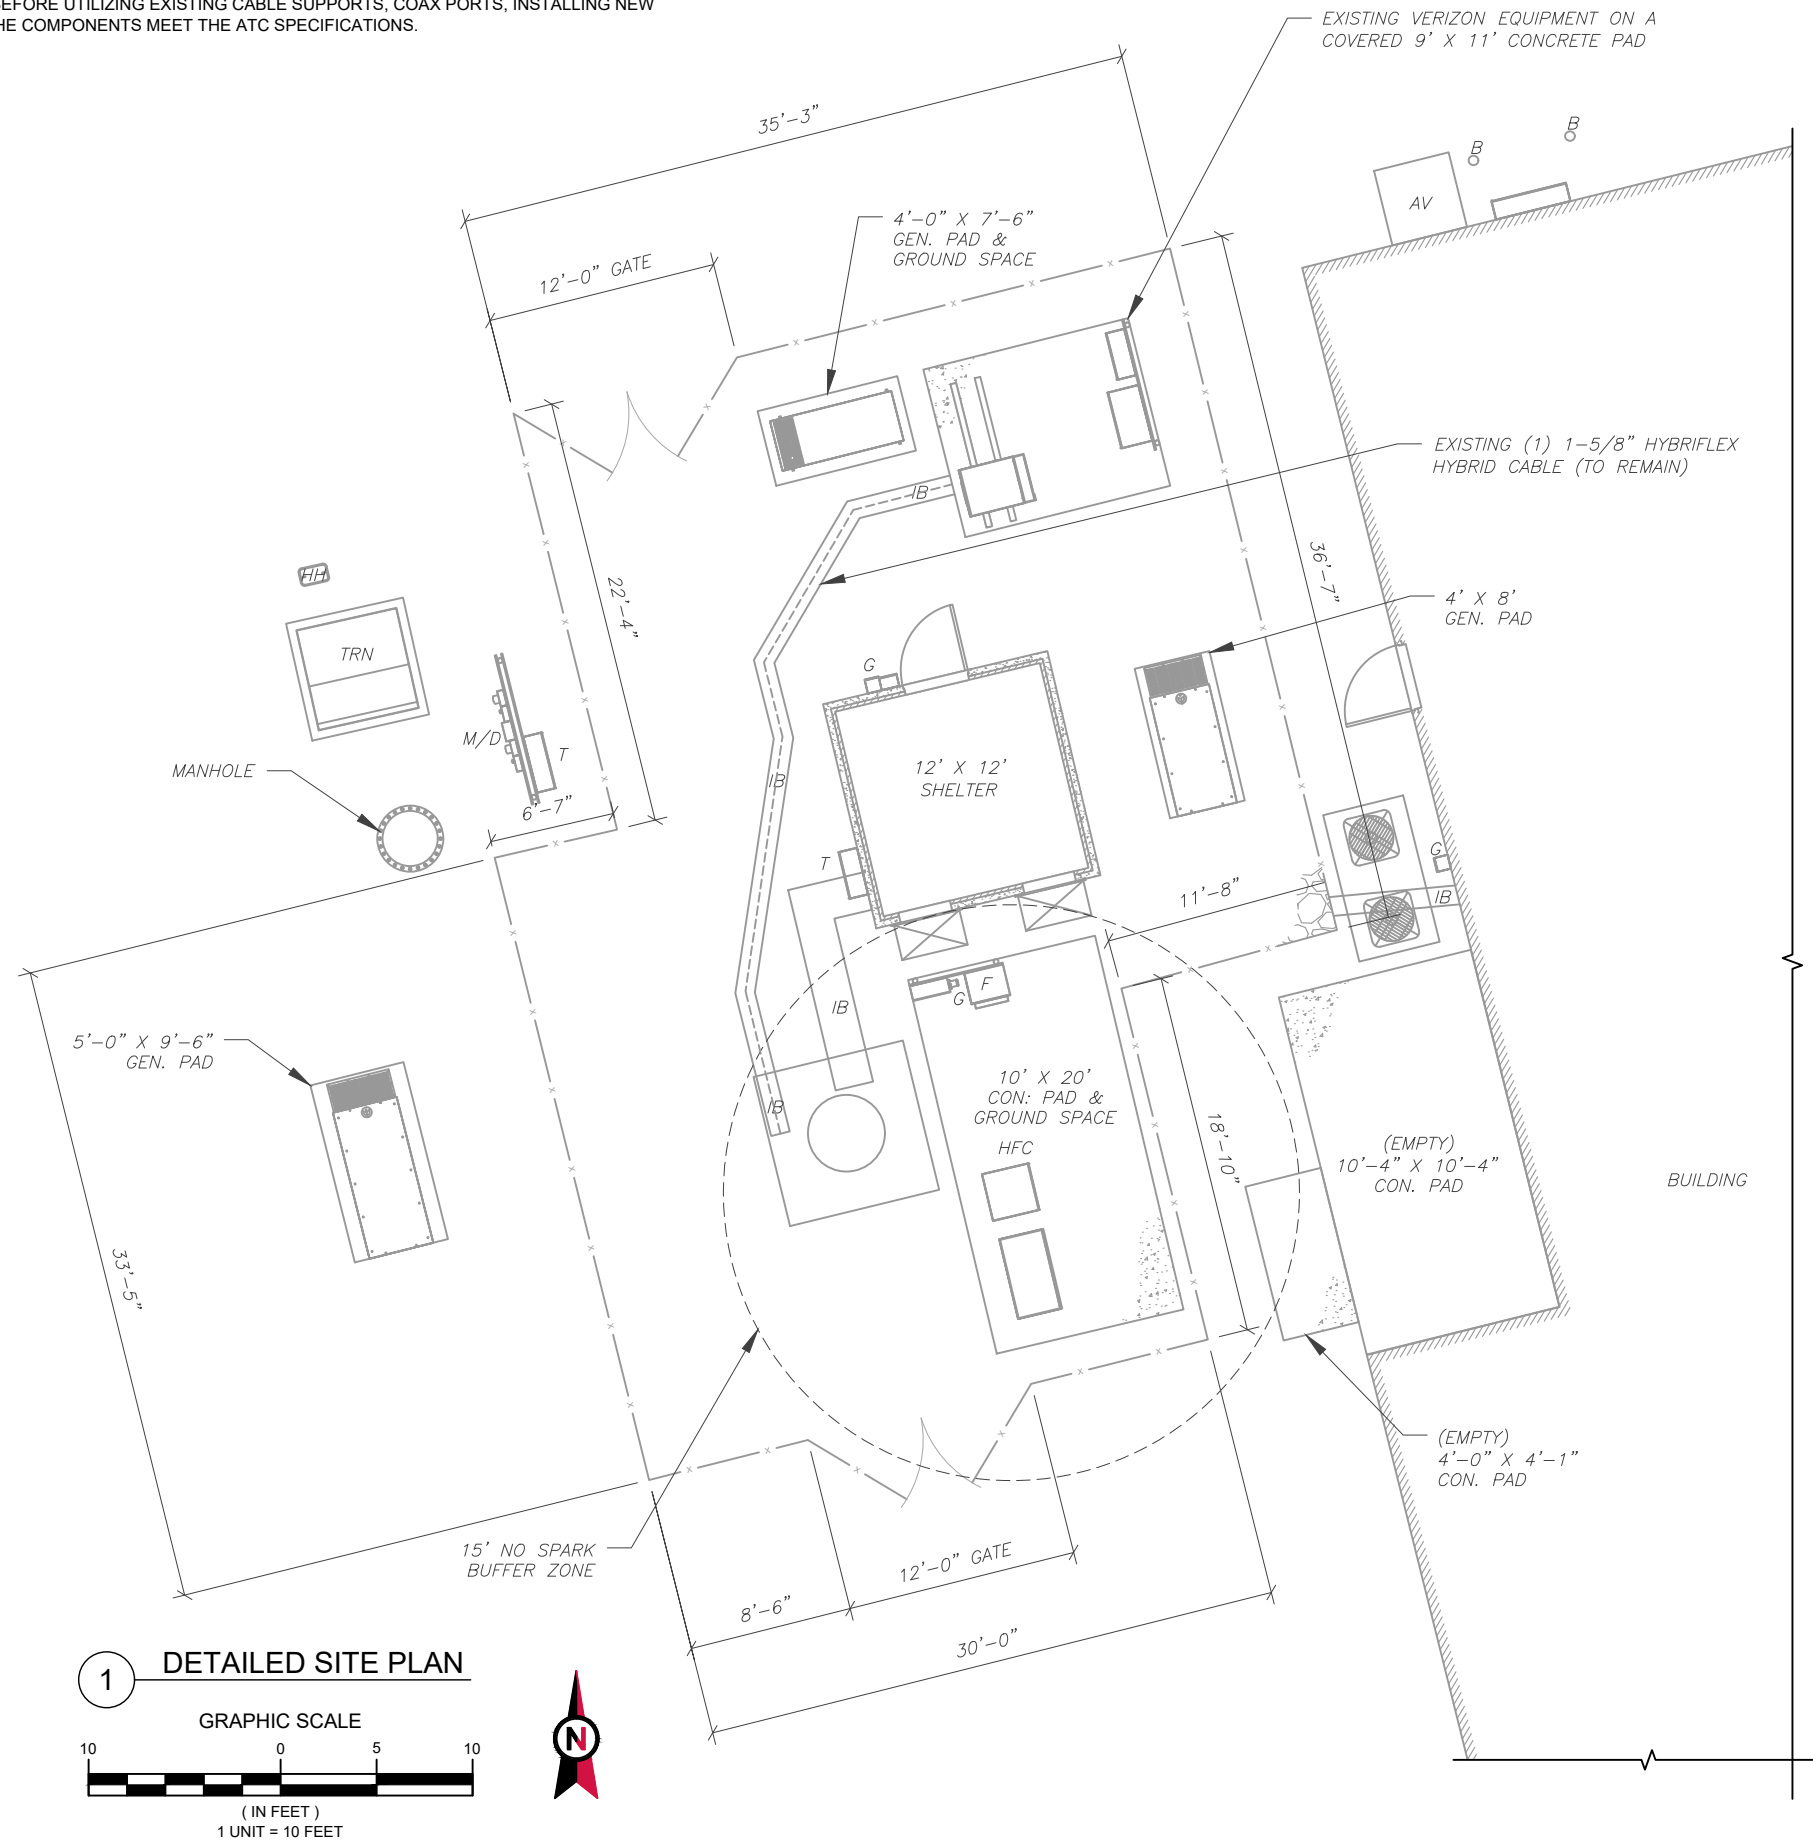 BEFORE UTILIZING EXISTING CABLE SUPPORTS, COAX PORTS, INSTALLING NEW
HE COMPONENTS MEET THE ATC SPECIFICATIONS.
EXISTING VERIZON EQUIPMENT ON A
COVERED 9' X 11' CONCRETE PAD
35'-3"
B
B
AV
4'-0" X 7'-6"
GEN. PAD &
GROUND SPACE
12'-0" GATE
EXISTING (1) 1-5/8" HYBRIFLEX
HYBRID CABLE (TO REMAIN)
IB
36'-7"
HH
22'-4"
4' X 8'
GEN. PAD
TRN
G
M/D
T
MANHOLE
12' X 12'
SHELTER
IB
6'-7"
T
G
11'-8"
IB
F
G
IB
5'-0" X 9'-6"
GEN. PAD
10' X 20'
CON: PAD &
GROUND SPACE
IB
HFC
18'-10"
(EMPTY)
10'-4" X 10'-4"
CON. PAD
BUILDING
33'-5"
(EMPTY)
4'-0" X 4'-1"
CON. PAD
15' NO SPARK
BUFFER ZONE
12'-0" GATE
8'-6"
30'-0"
1
DETAILED SITE PLAN
GRAPHIC SCALE
10 0 5 10
( IN FEET )
1 UNIT = 10 FEET
N